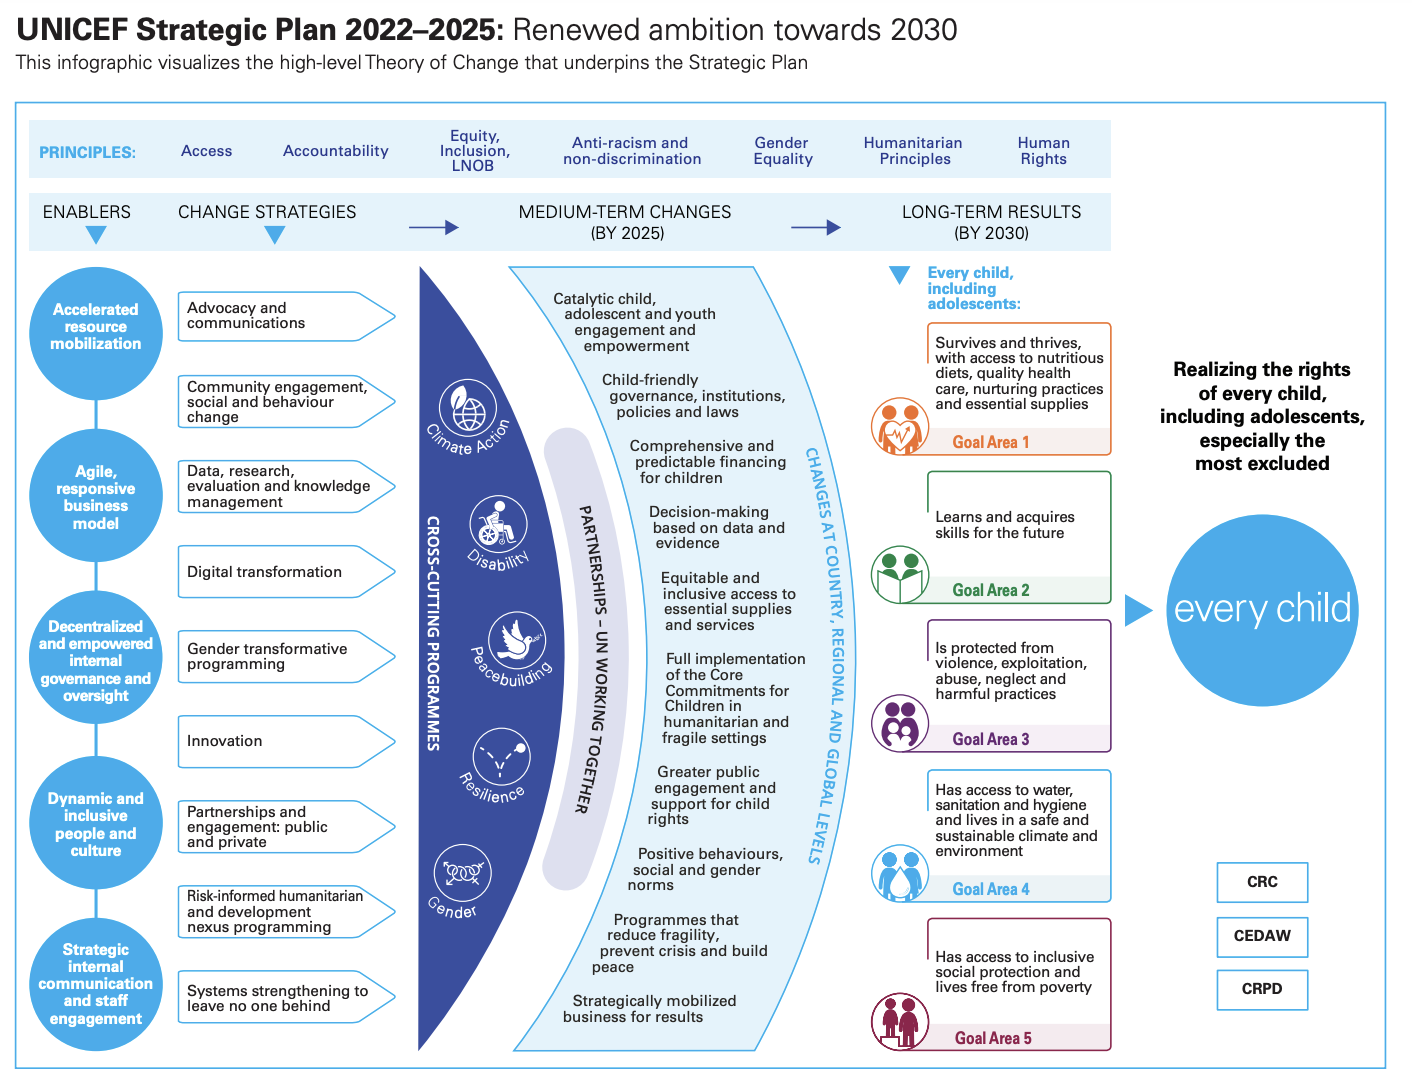 UNICEF Strategic Plan 2022–2025: Renewed ambition towards 2030
This infographic visualizes the high-level Theory of Change that underpins the Strategic Plan
PRINCIPLES:
Access
Accountability
Equity,
Inclusion,
LNOB
Anti-racism and
non-discrimination
Gender
Equality
Humanitarian
Principles
Human
Rights
ENABLERS
CHANGE STRATEGIES
MEDIUM-TERM CHANGES
(BY 2025)
LONG-TERM RESULTS
(BY 2030)
Accelerated
resource
mobilization
Agile,
responsive
business
model
Decentralized
and empowered
internal
governance and
oversight
Dynamic and
inclusive
people and
culture
Strategic
internal
communication
and staff
engagement
Advocacy and
communications
Community engagement,
social and behaviour
change
Data, research,
evaluation and knowledge
management
Digital transformation
Gender transformative
programming
Innovation
Partnerships and
engagement: public
and private
Risk-informed humanitarian
and development
nexus programming
Systems strengthening to
leave no one behind
CROSS-CUTTING PROGRAMMES
Climate Action
Disability
Peacebuilding
Resilience
Gender
PARTNERSHIPS – UN WORKING TOGETHER
Catalytic child,
adolescent and youth
engagement and
empowerment
Child-friendly
governance, institutions,
policies and laws
Comprehensive and
predictable financing
for children
Decision-making
based on data and
evidence
Equitable and
inclusive access to
essential supplies
and services
Full implementation
of the Core
Commitments for
Children in
humanitarian and
fragile settings
Greater public
engagement and
support for child
rights
Positive behaviours,
social and gender
norms
Programmes that
reduce fragility,
prevent crisis and build
peace
Strategically mobilized
business for results
CHANGES AT COUNTRY, REGIONAL AND GLOBAL LEVELS
Every child,
including
adolescents:
Survives and thrives,
with access to nutritious
diets, quality health
care, nurturing practices
and essential supplies
Goal Area 1
Learns and acquires
skills for the future
Goal Area 2
Is protected from
violence, exploitation,
abuse, neglect and
harmful practices
Goal Area 3
Has access to water,
sanitation and hygiene
and lives in a safe and
sustainable climate and
environment
Goal Area 4
Has access to inclusive
social protection and
lives free from poverty
Goal Area 5
Realizing the rights
of every child,
including adolescents,
especially the
most excluded
every child
CRC
CEDAW
CRPD